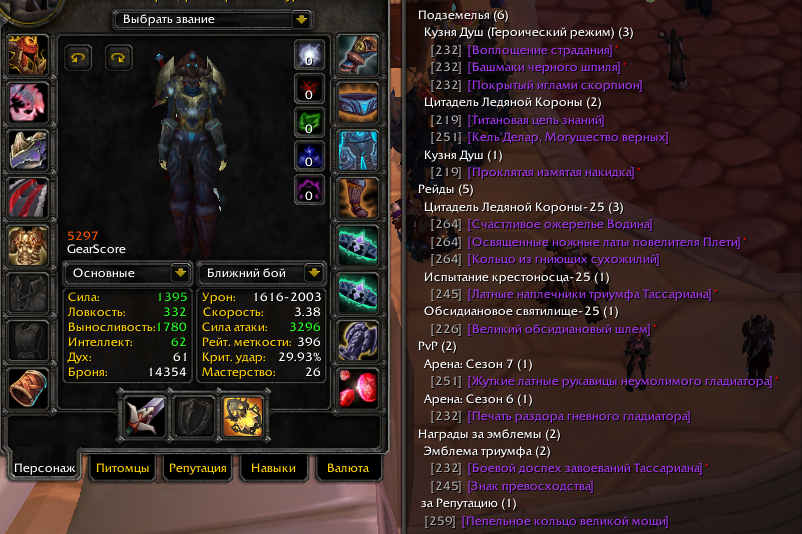 Выбрать звание
0
0
0
0
0
5297
GearScore
Основные
Ближний бой
Сила: 1395
Ловкость: 332
Выносливость: 1780
Интеллект: 62
Дух: 61
Броня: 14354
Урон: 1616-2003
Скорость: 3.38
Сила атаки: 3296
Рейт. меткости: 396
Крит. удар: 29.93%
Мастерство: 26
Персонаж
Питомцы
Репутация
Навыки
Валюта
Подземелья (6)
Кузня Душ (Героический режим) (3)
[232] [Воплощение страдания]*
[232] [Башмаки черного шпиля]*
[232] [Покрытый иглами скорпион]
Цитадель Ледяной Короны (2)
[219] [Титановая цепь знаний]
[251] [Кель'Делар, Могущество верных]
Кузня Душ (1)
[219] [Проклятая измятая накидка]*
Рейды (5)
Цитадель Ледяной Короны-25 (3)
[264] [Счастливое ожерелье Водина]
[264] [Освященные ножные латы повелителя Плети]*
[264] [Кольцо из гниющих сухожилий]
Испытание крестоносца-25 (1)
[245] [Латные наплечники триумфа Тассариана]*
Обсидиановое святилище-25 (1)
[226] [Великий обсидиановый шлем]*
PvP (2)
Арена: Сезон 7 (1)
[251] [Жуткие латные рукавицы неумолимого гладиатора]*
Арена: Сезон 6 (1)
[232] [Печать раздора гневного гладиатора]
Награды за эмблемы (2)
Эмблема триумфа (2)
[232] [Боевой доспех завоеваний Тассариана]*
[245] [Знак превосходства]
за Репутацию (1)
[259] [Пепельное кольцо великой мощи]